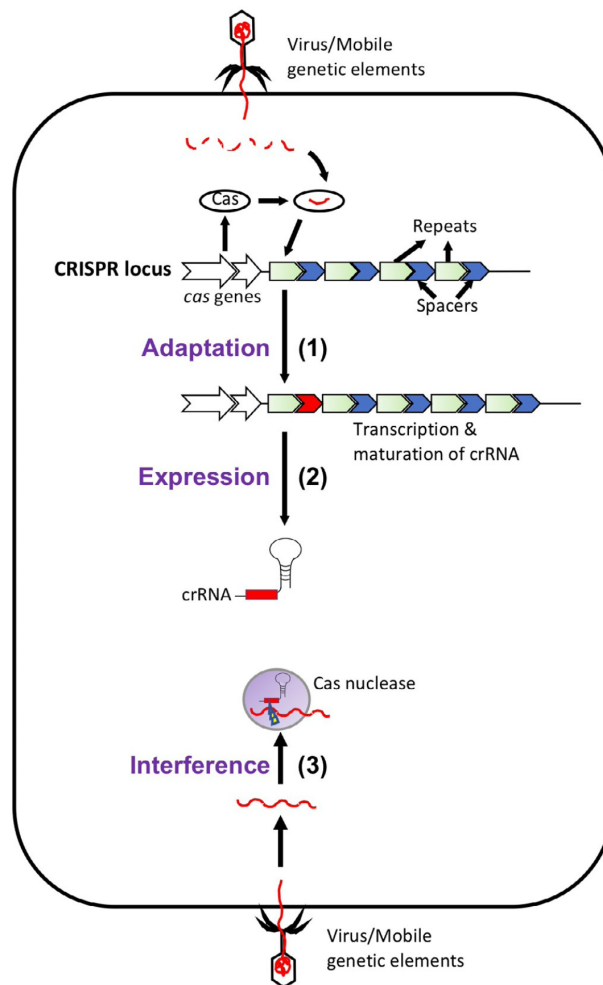 Virus/Mobile
genetic elements
Cas
Repeats
CRISPR locus
cas genes
Spacers
Adaptation (1)
Transcription &
maturation of crRNA
Expression (2)
crRNA
Cas nuclease
Interference (3)
Virus/Mobile
genetic elements